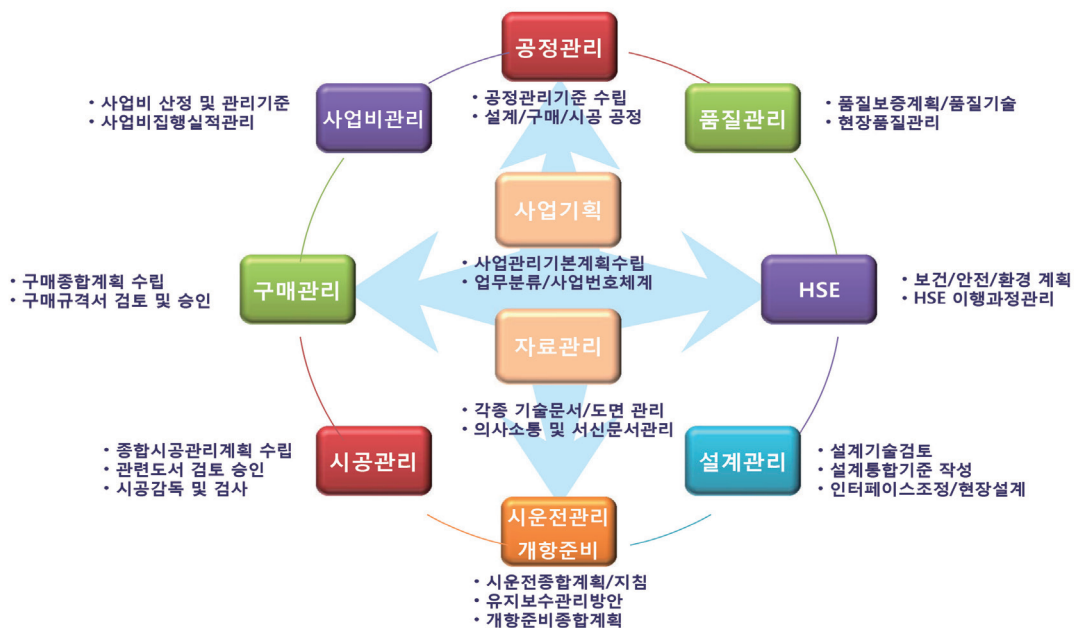 공정관리
• 공정관리기준 수립
• 설계/구매/시공 공정
사업비관리
• 사업비 산정 및 관리기준
• 사업비집행실적관리
품질관리
• 품질보증계획/품질기술
• 현장품질관리
사업기획
• 사업관리기본계획수립
• 업무분류/사업번호체계
구매관리
• 구매종합계획 수립
• 구매규격서 검토 및 승인
HSE
• 보건/안전/환경 계획
• HSE 이행과정관리
자료관리
• 각종 기술문서/도면 관리
• 의사소통 및 서신문서관리
시공관리
• 종합시공관리계획 수립
• 관련도서 검토 승인
• 시공감독 및 검사
설계관리
• 설계기술검토
• 설계통합기준 작성
• 인터페이스조정/현장설계
시운전관리
개항준비
• 시운전종합계획/지침
• 유지보수관리방안
• 개항준비종합계획